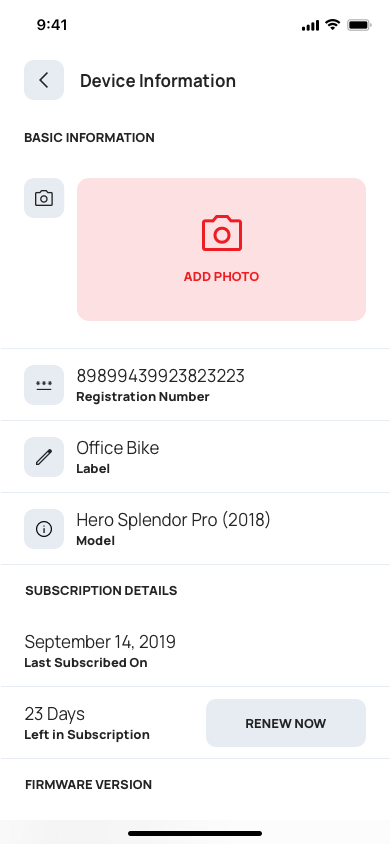 9:41
Device Information
BASIC INFORMATION
ADD PHOTO
89899439923823223
Registration Number
Office Bike
Label
Hero Splendor Pro (2018)
Model
SUBSCRIPTION DETAILS
September 14, 2019
Last Subscribed On
23 Days
Left in Subscription
RENEW NOW
FIRMWARE VERSION